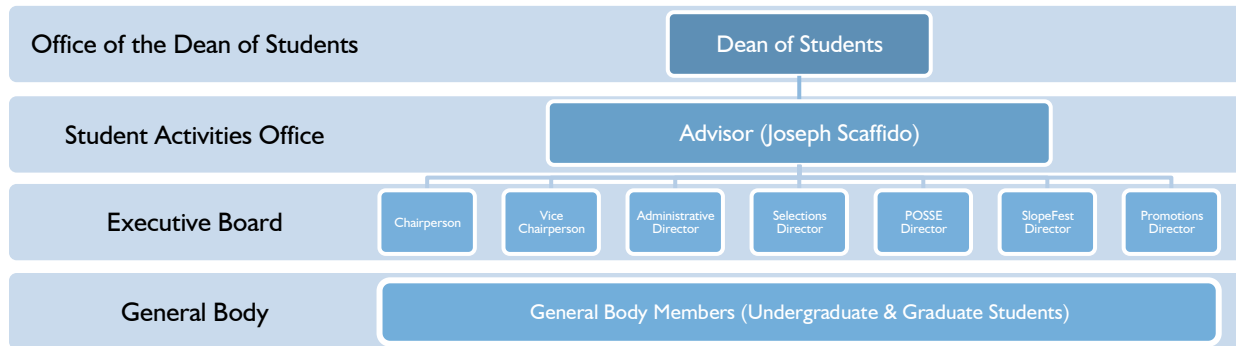 Office of the Dean of Students
Dean of Students
Student Activities Office
Advisor (Joseph Scaffido)
Executive Board
Chairperson
Vice
Chairperson
Administrative
Director
Selections
Director
POSSE
Director
SlopeFest
Director
Promotions
Director
General Body
General Body Members (Undergraduate & Graduate Students)